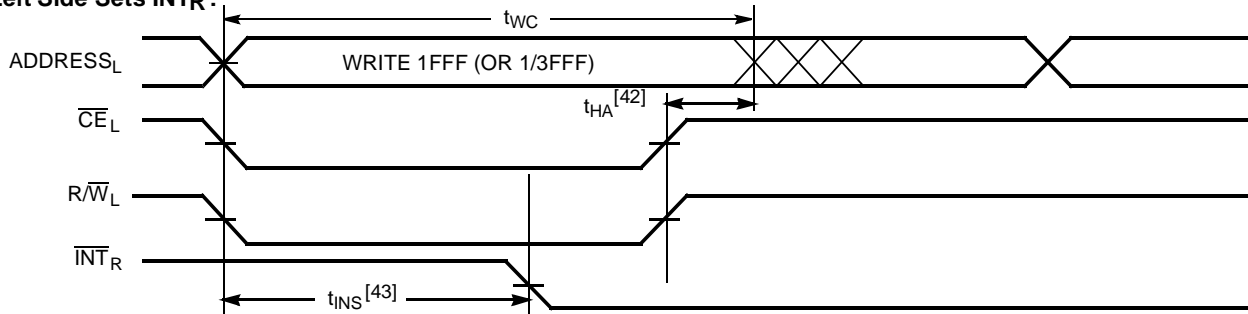 Left Side Sets INTR:
tWC
ADDRESSL
WRITE 1FFF (OR 1/3FFF)
tHA[42]
CEL
R/WL
INTR
tINS[43]